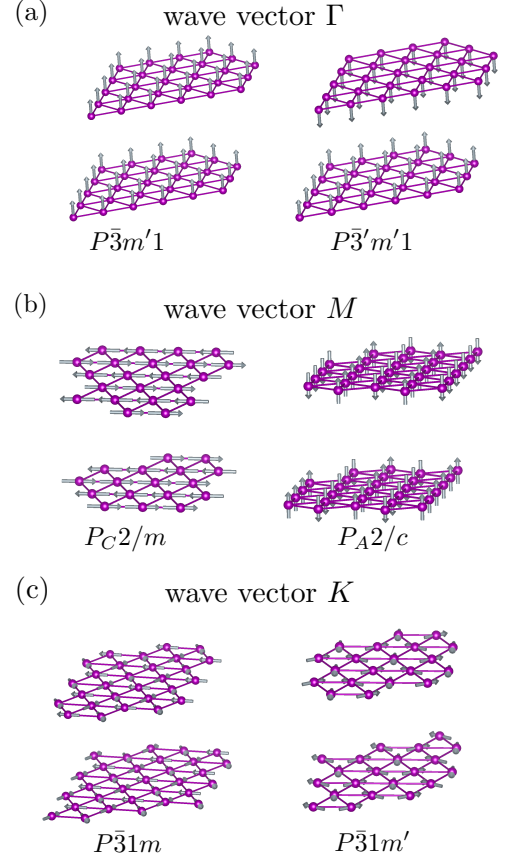 (a) wave vector Γ
P3̄m′1 P3̄′m′1
(b) wave vector M
P_C2/m P_A2/c
(c) wave vector K
P3̄1m P3̄1m′